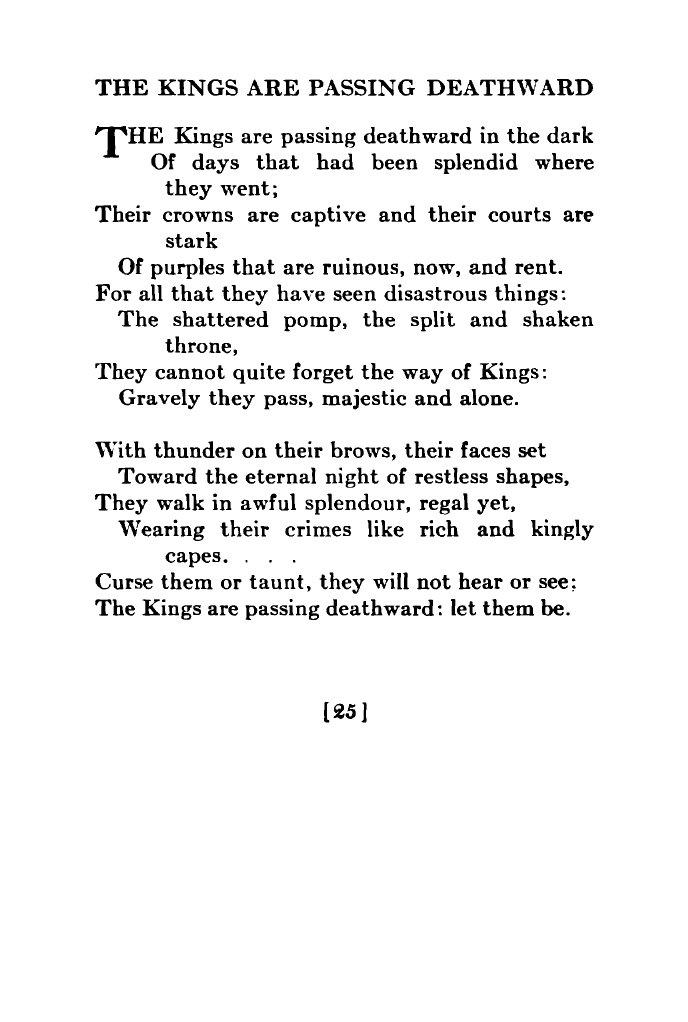 THE KINGS ARE PASSING DEATHWARD
THE Kings are passing deathward in the dark
Of days that had been splendid where
they went;
Their crowns are captive and their courts are
stark
Of purples that are ruinous, now, and rent.
For all that they have seen disastrous things:
The shattered pomp, the split and shaken
throne,
They cannot quite forget the way of Kings:
Gravely they pass, majestic and alone.
With thunder on their brows, their faces set
Toward the eternal night of restless shapes,
They walk in awful splendour, regal yet,
Wearing their crimes like rich and kingly
capes. . . .
Curse them or taunt, they will not hear or see;
The Kings are passing deathward: let them be.
[25]